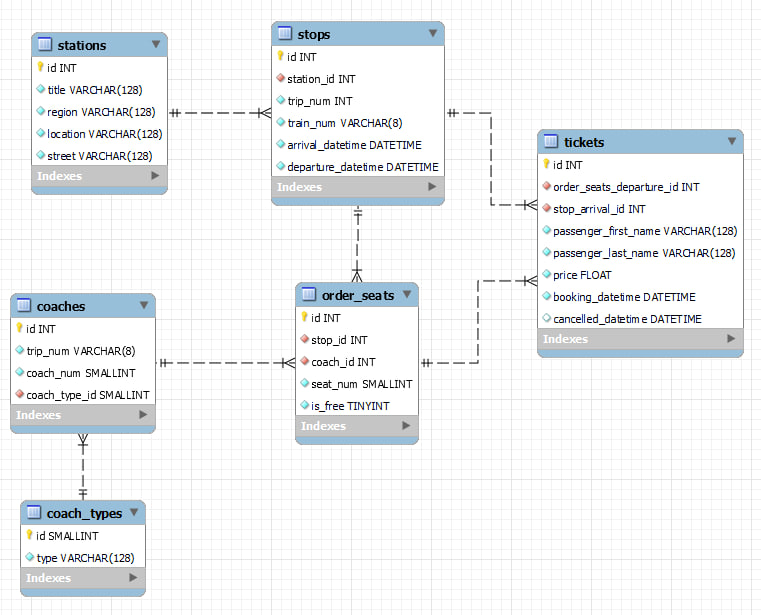 stations
id INT
title VARCHAR(128)
region VARCHAR(128)
location VARCHAR(128)
street VARCHAR(128)
Indexes
stops
id INT
station_id INT
trip_num INT
train_num VARCHAR(8)
arrival_datetime DATETIME
departure_datetime DATETIME
Indexes
tickets
id INT
order_seats_departure_id INT
stop_arrival_id INT
passenger_first_name VARCHAR(128)
passenger_last_name VARCHAR(128)
price FLOAT
booking_datetime DATETIME
cancelled_datetime DATETIME
Indexes
coaches
id INT
trip_num VARCHAR(8)
coach_num SMALLINT
coach_type_id SMALLINT
Indexes
order_seats
id INT
stop_id INT
coach_id INT
seat_num SMALLINT
is_free TINYINT
Indexes
coach_types
id SMALLINT
type VARCHAR(128)
Indexes